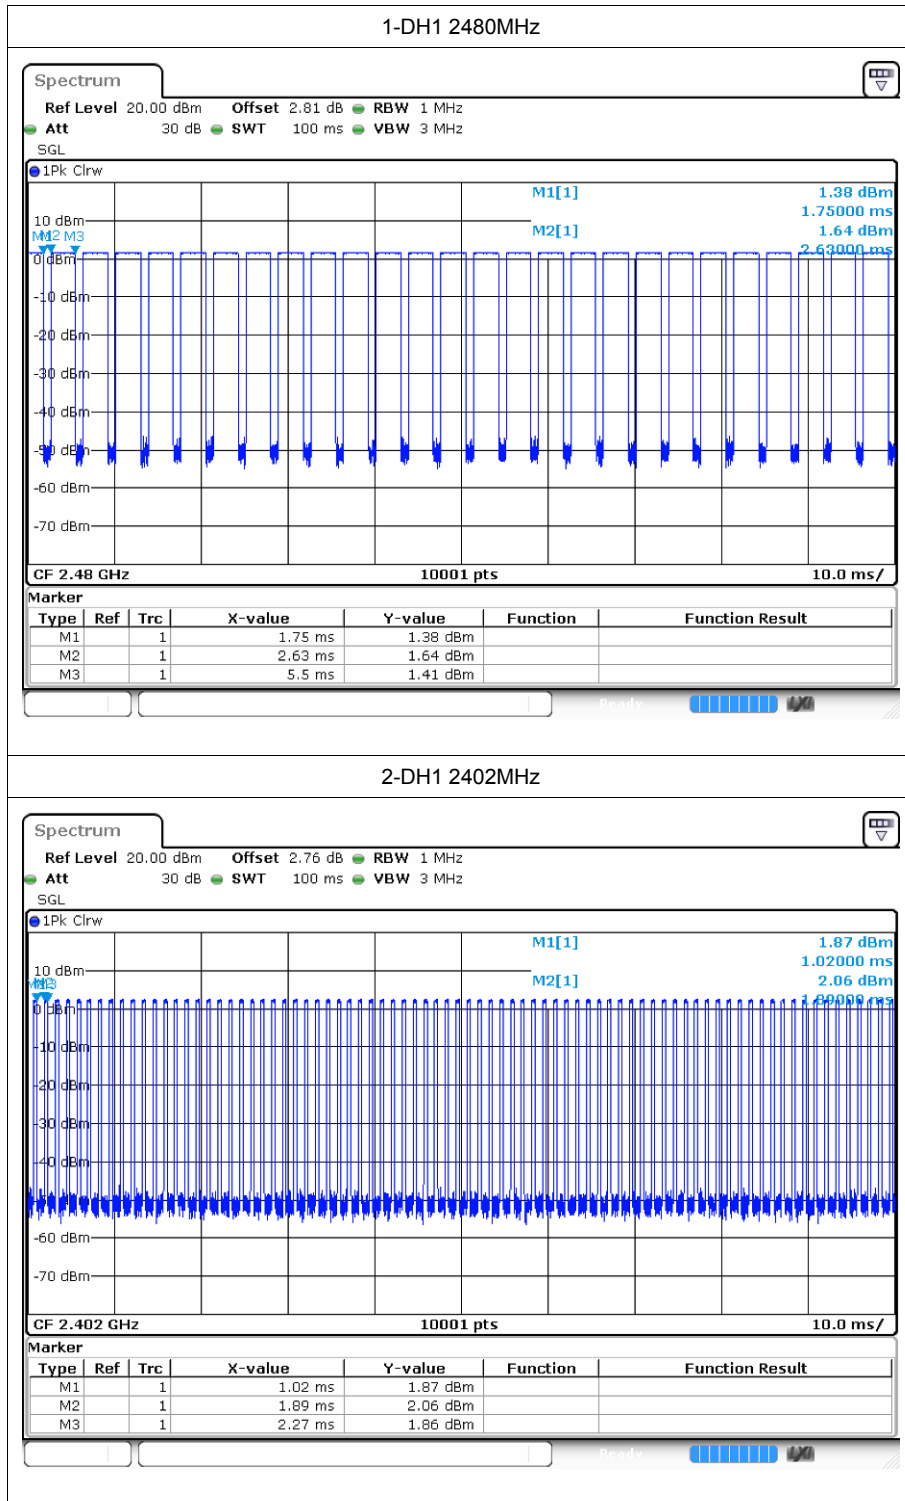 1-DH1 2480MHz
Spectrum
Ref Level 20.00 dBm Offset 2.81 dB RBW 1 MHz
Att 30 dB SWT 100 ms VBW 3 MHz
SGL
1Pk Clrw
M1[1] 1.38 dBm
1.75000 ms
10 dBm
M2[1] 1.64 dBm
M1 M2 M3
2.63000 ms
0 dBm
-10 dBm
-20 dBm
-30 dBm
-40 dBm
-50 dBm
-60 dBm
-70 dBm
CF 2.48 GHz 10001 pts 10.0 ms/
Marker
Type Ref Trc X-value Y-value Function Function Result
M1 1 1.75 ms 1.38 dBm
M2 1 2.63 ms 1.64 dBm
M3 1 5.5 ms 1.41 dBm
Ready LXI
2-DH1 2402MHz
Spectrum
Ref Level 20.00 dBm Offset 2.76 dB RBW 1 MHz
Att 30 dB SWT 100 ms VBW 3 MHz
SGL
1Pk Clrw
M1[1] 1.87 dBm
1.02000 ms
10 dBm
M2[1] 2.06 dBm
1.89000 ms
0 dBm
-10 dBm
-20 dBm
-30 dBm
-40 dBm
-60 dBm
-70 dBm
CF 2.402 GHz 10001 pts 10.0 ms/
Marker
Type Ref Trc X-value Y-value Function Function Result
M1 1 1.02 ms 1.87 dBm
M2 1 1.89 ms 2.06 dBm
M3 1 2.27 ms 1.86 dBm
Ready LXI